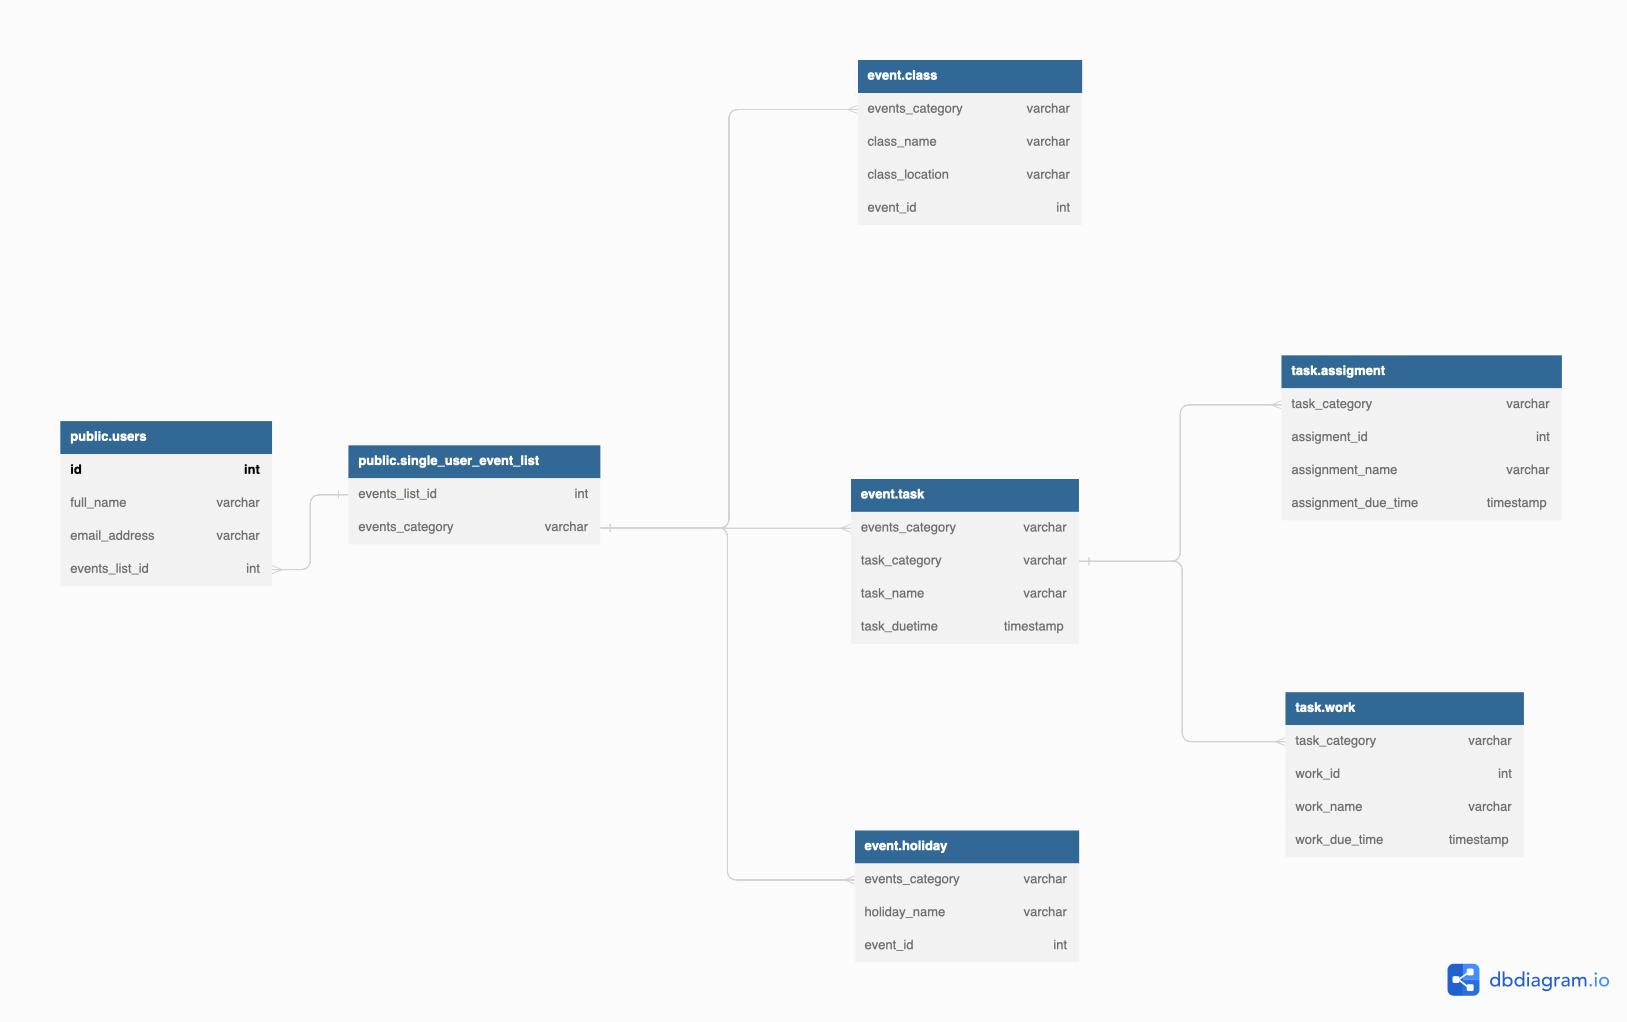 event.class
events_category varchar
class_name varchar
class_location varchar
event_id int
public.users
id int
full_name varchar
email_address varchar
events_list_id int
public.single_user_event_list
events_list_id int
events_category varchar
event.task
events_category varchar
task_category varchar
task_name varchar
task_duetime timestamp
task.assigment
task_category varchar
assigment_id int
assignment_name varchar
assignment_due_time timestamp
task.work
task_category varchar
work_id int
work_name varchar
work_due_time timestamp
event.holiday
events_category varchar
holiday_name varchar
event_id int
dbdiagram.io